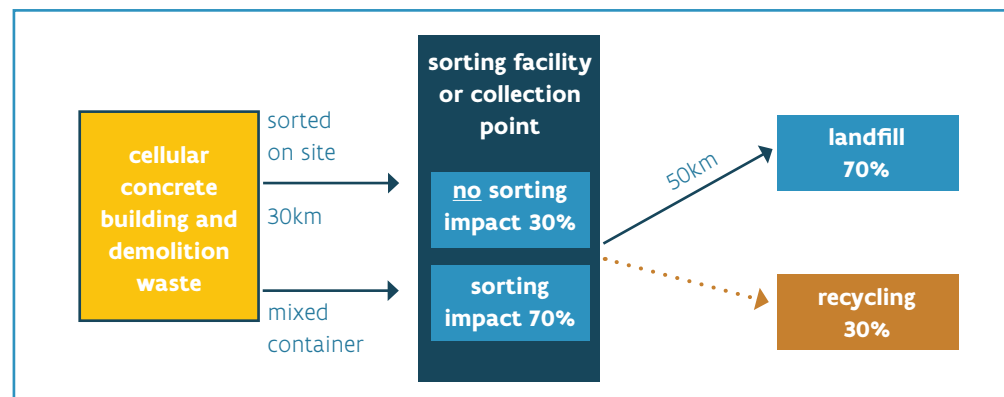 cellular
concrete
building and
demolition
waste
sorted
on site
30km
mixed
container
sorting facility
or collection
point
no sorting
impact 30%
sorting
impact 70%
50km
landfill
70%
recycling
30%